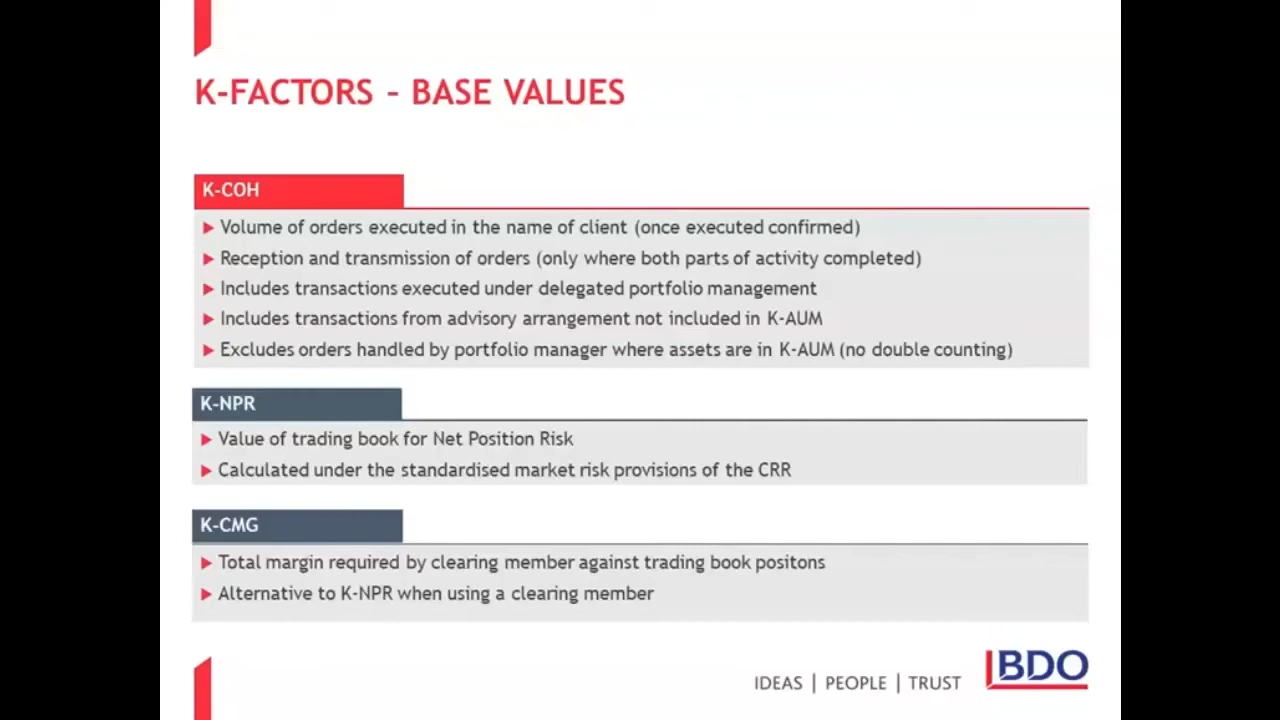 K-FACTORS – BASE VALUES
K-COH
Volume of orders executed in the name of client (once executed confirmed)
Reception and transmission of orders (only where both parts of activity completed)
Includes transactions executed under delegated portfolio management
Includes transactions from advisory arrangement not included in K-AUM
Excludes orders handled by portfolio manager where assets are in K-AUM (no double counting)
K-NPR
Value of trading book for Net Position Risk
Calculated under the standardised market risk provisions of the CRR
K-CMG
Total margin required by clearing member against trading book positons
Alternative to K-NPR when using a clearing member
IDEAS | PEOPLE | TRUST
BDO